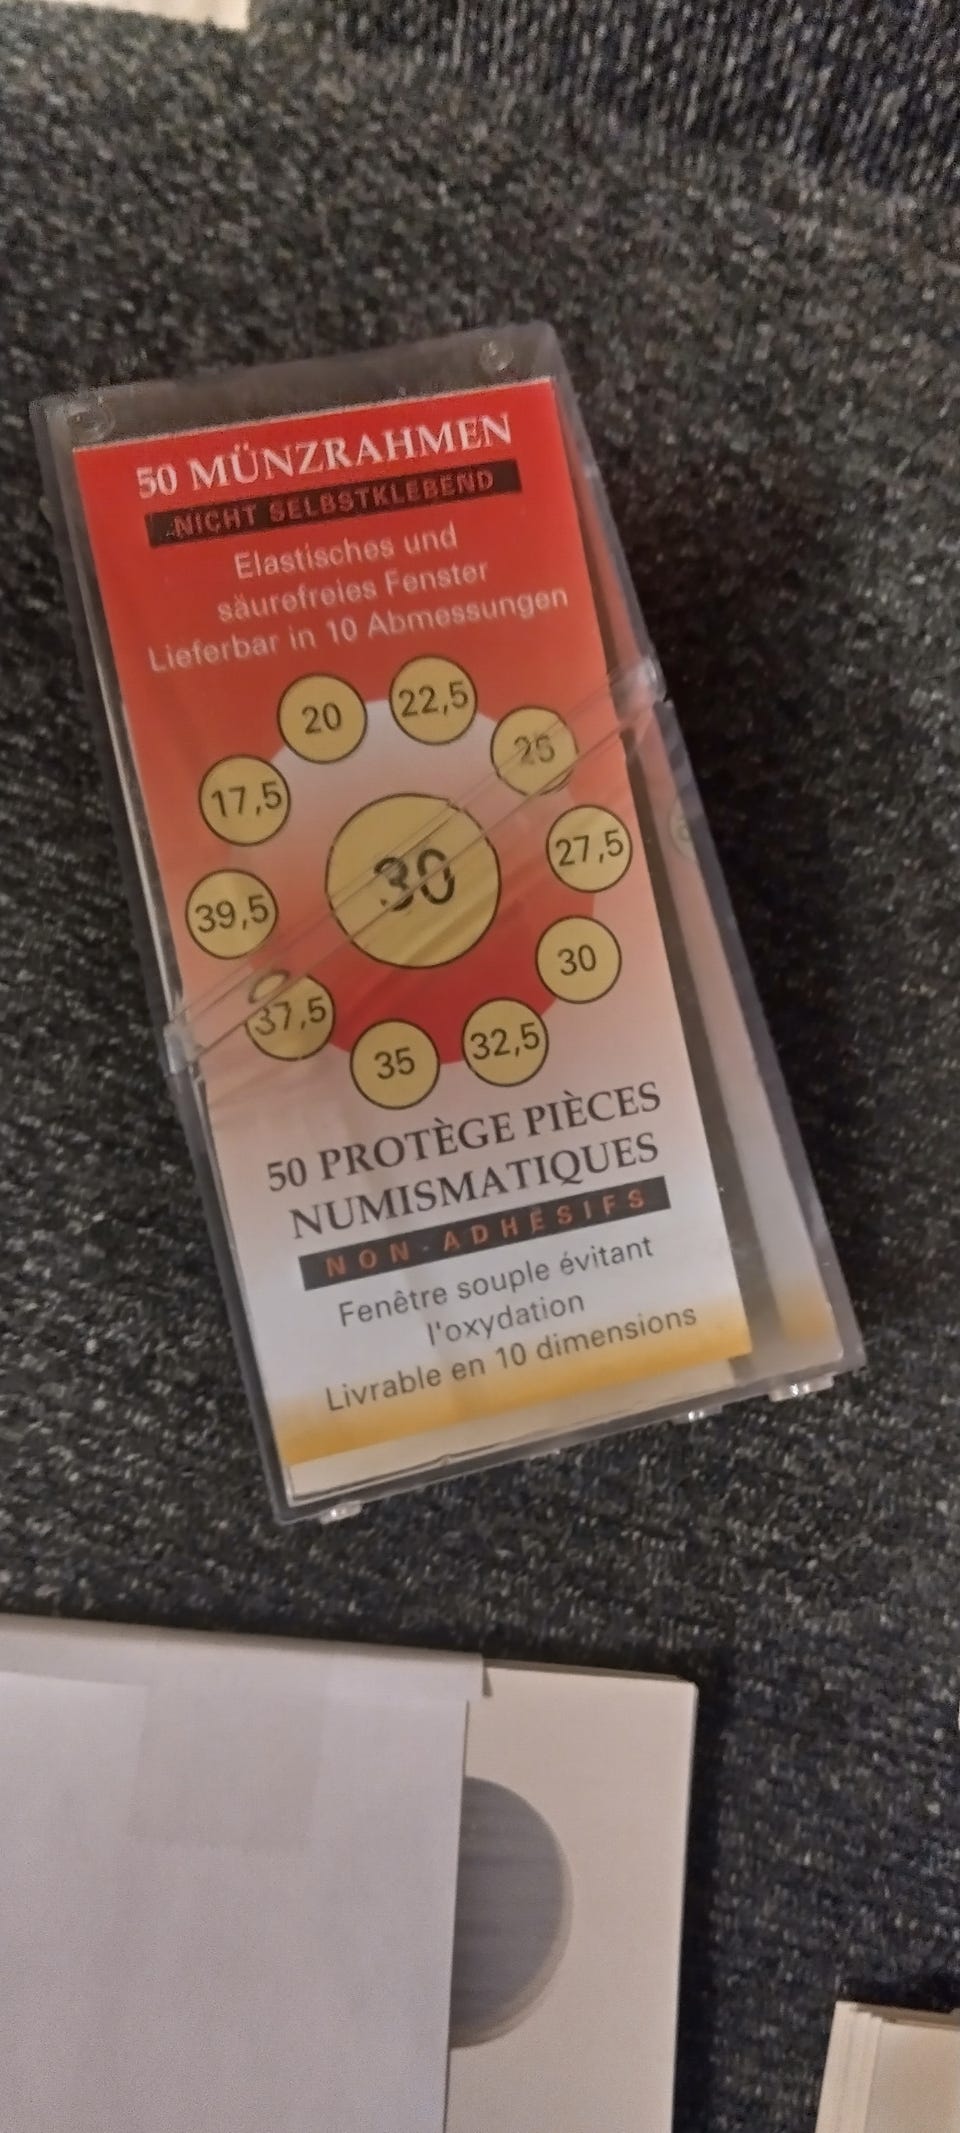 50 MÜNZRAHMEN
NICHT SELBSTKLEBEND
Elastisches und
säurefreies Fenster
Lieferbar in 10 Abmessungen
20
22,5
25
17,5
27,5
30
39,5
30
37,5
35
32,5
50 PROTÈGE PIÈCES
NUMISMATIQUES
NON-ADHÉSIFS
Fenêtre souple évitant
l'oxydation
Livrable en 10 dimensions